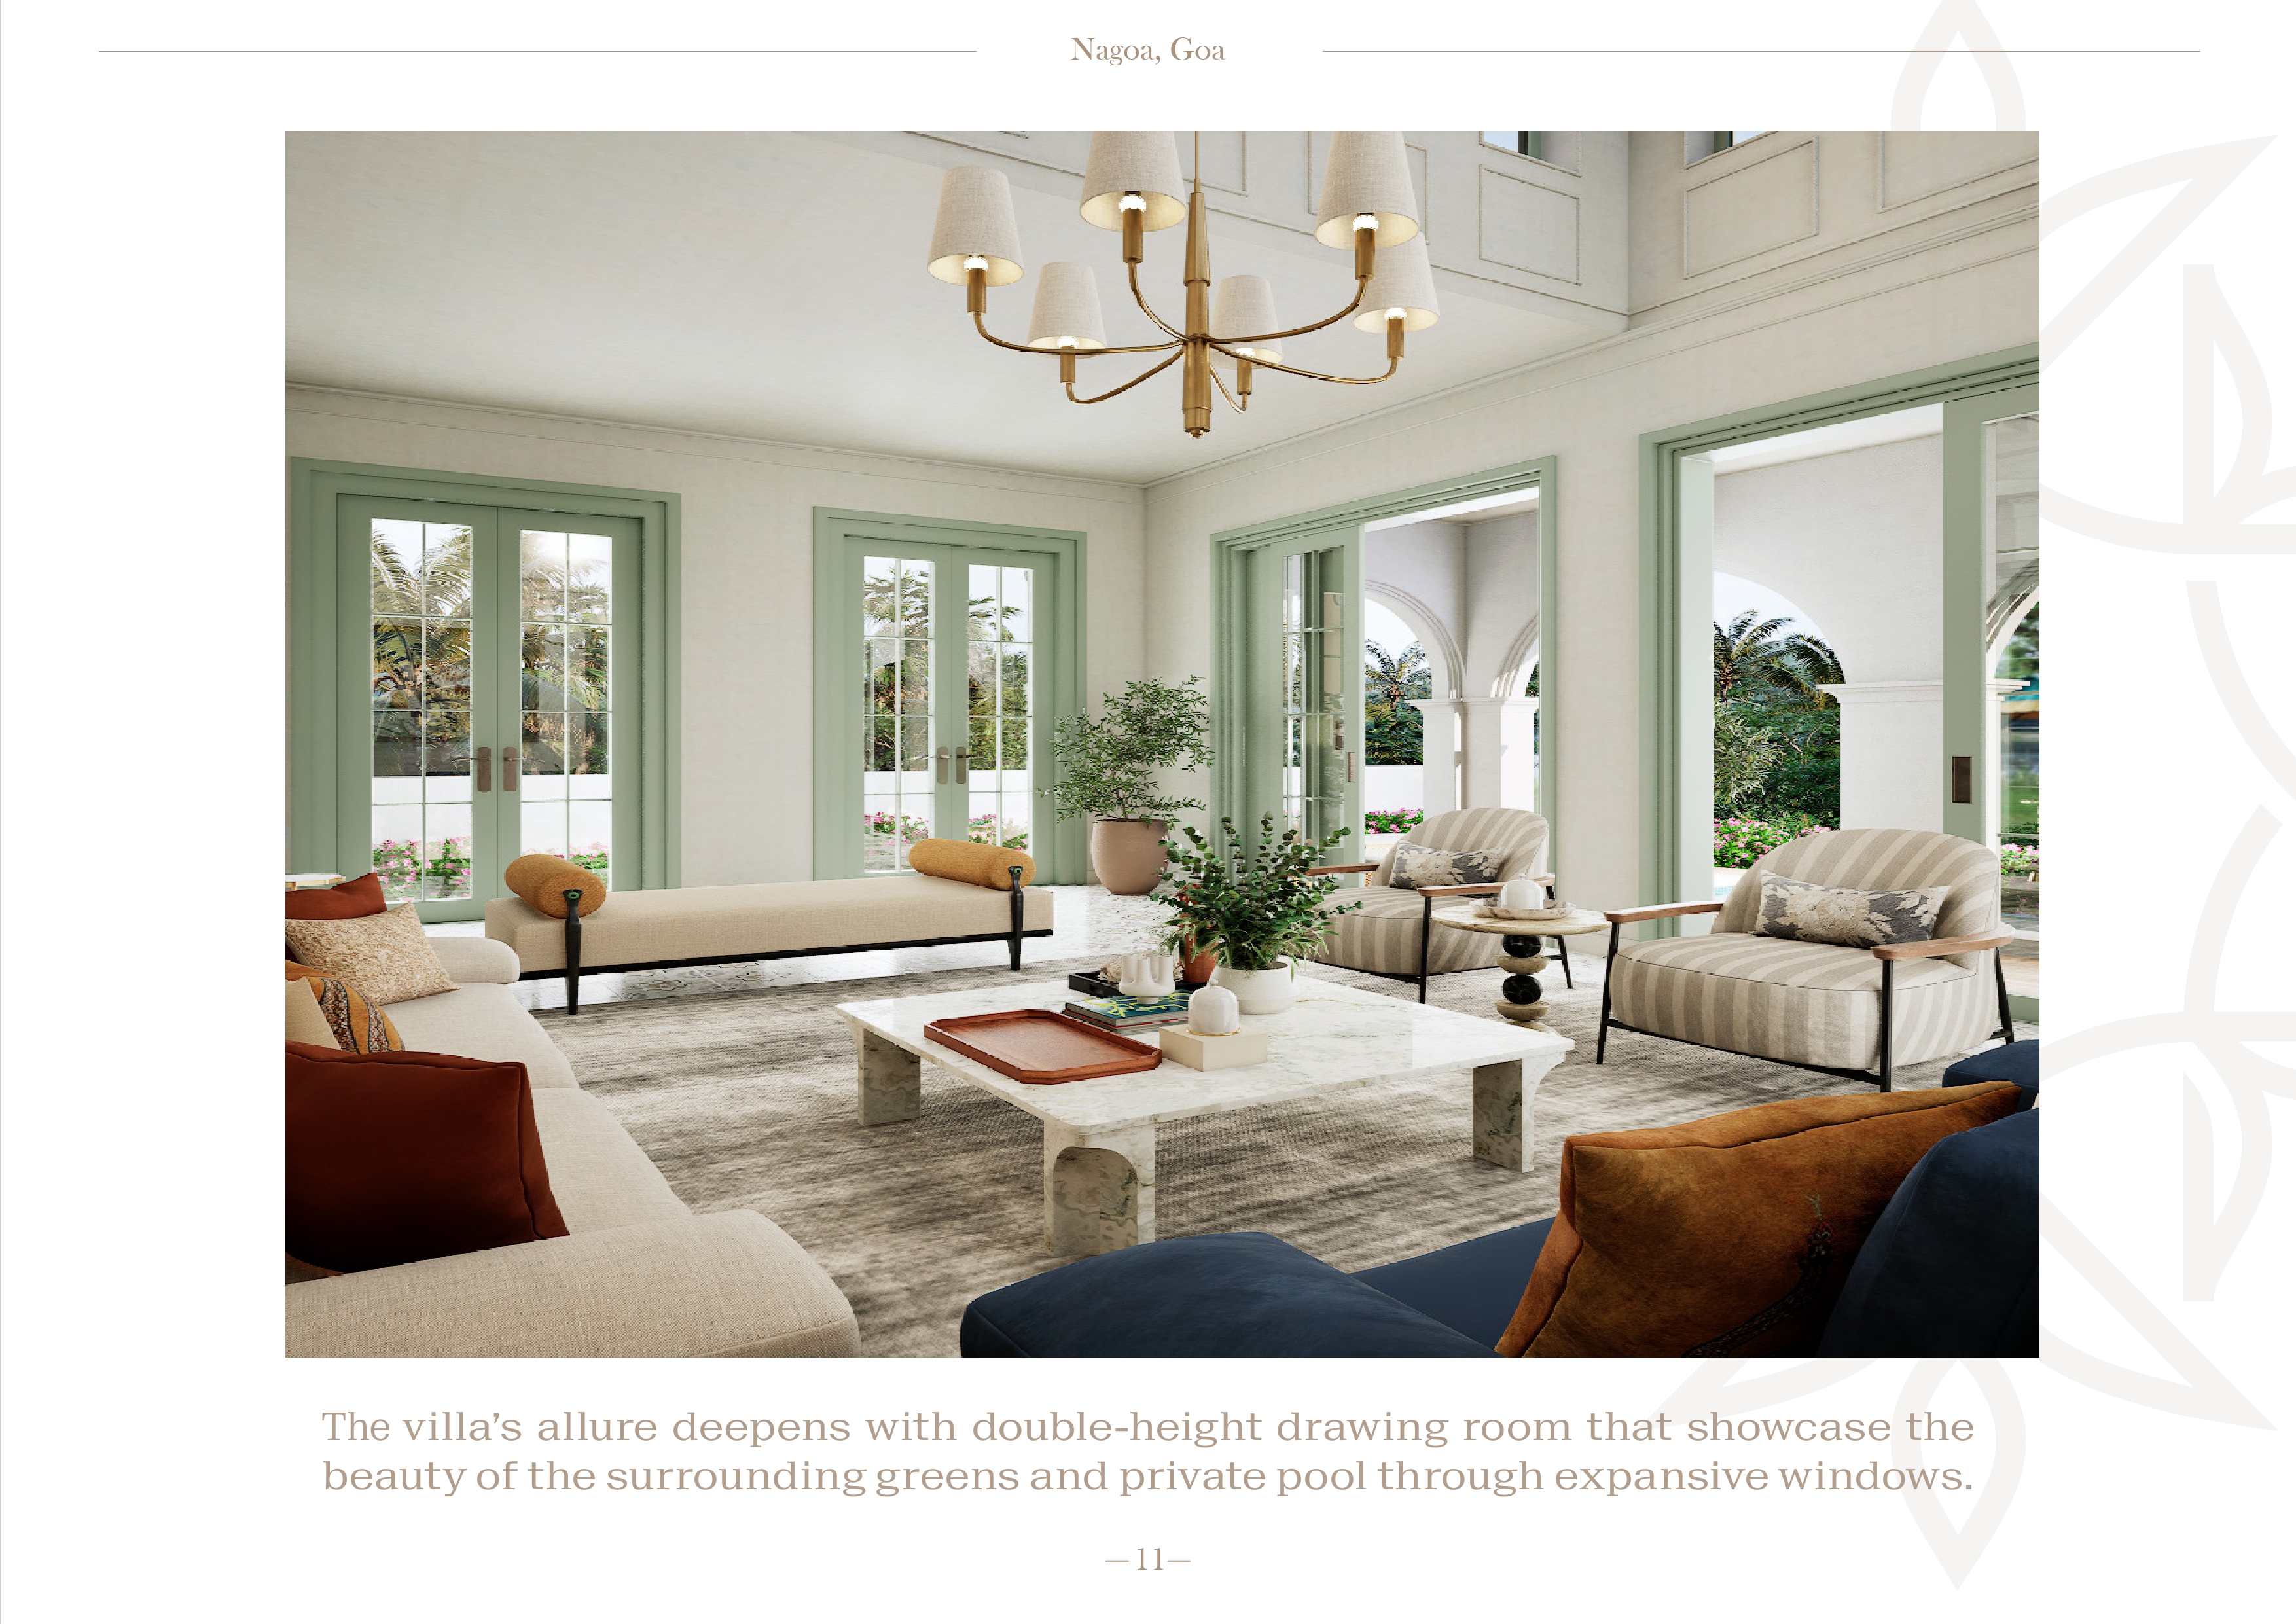 Nagoa, Goa
The villa’s allure deepens with double-height drawing room that showcase the
beauty of the surrounding greens and private pool through expansive windows.
—11—